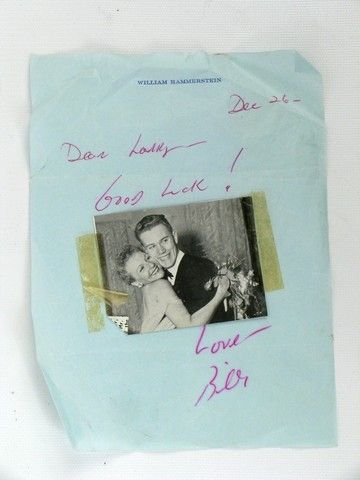 WILLIAM HAMMERSTEIN
Dec 26 -
Dear Larry -
Good Luck!
Love -
Bill